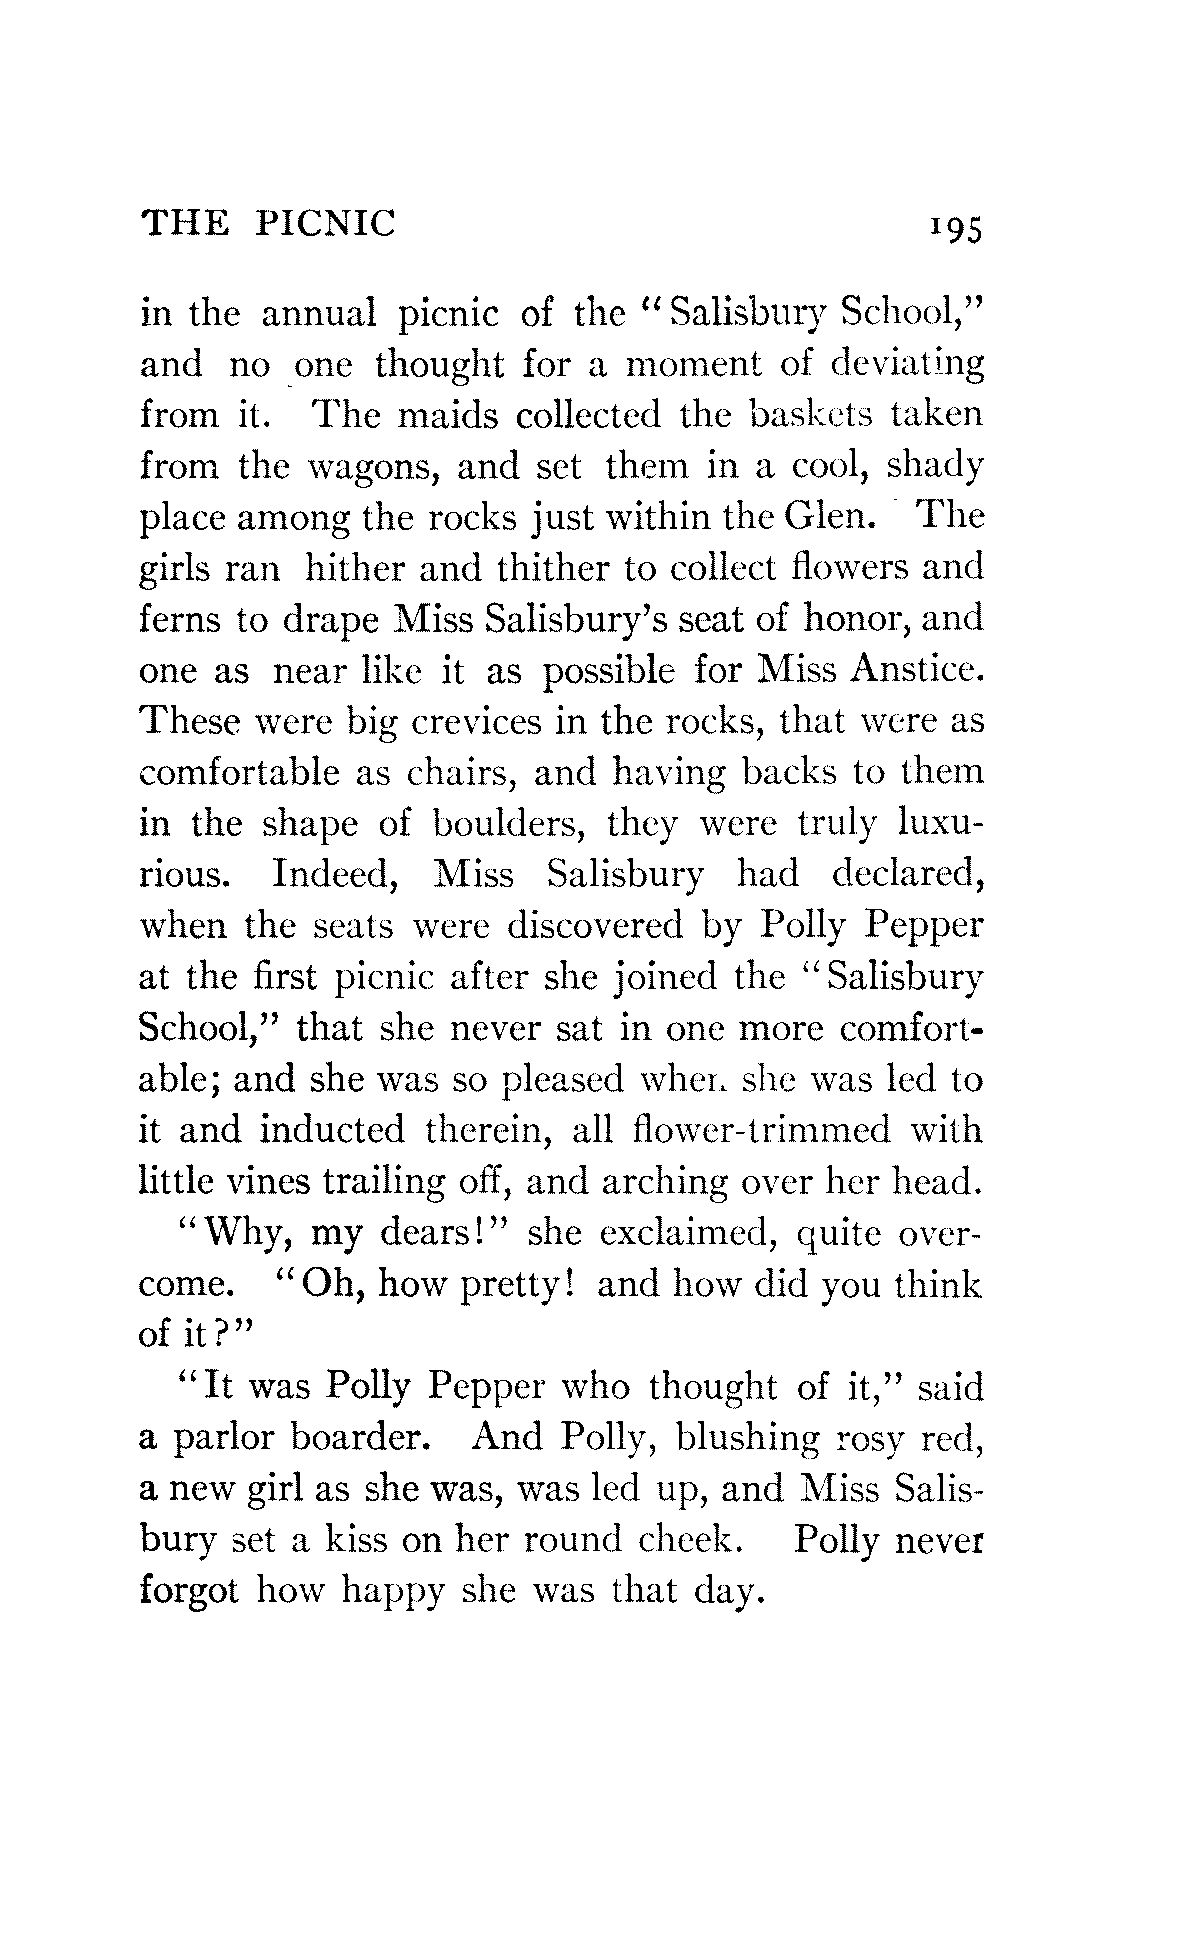 THE PICNIC 195
in the annual picnic of the "Salisbury School,"
and no one thought for a moment of deviating
from it. The maids collected the baskets taken
from the wagons, and set them in a cool, shady
place among the rocks just within the Glen. The
girls ran hither and thither to collect flowers and
ferns to drape Miss Salisbury's seat of honor, and
one as near like it as possible for Miss Anstice.
These were big crevices in the rocks, that were as
comfortable as chairs, and having backs to them
in the shape of boulders, they were truly luxu-
rious. Indeed, Miss Salisbury had declared,
when the seats were discovered by Polly Pepper
at the first picnic after she joined the "Salisbury
School," that she never sat in one more comfort-
able; and she was so pleased when she was led to
it and inducted therein, all flower-trimmed with
little vines trailing off, and arching over her head.
"Why, my dears!" she exclaimed, quite over-
come. "Oh, how pretty! and how did you think
of it?"
"It was Polly Pepper who thought of it," said
a parlor boarder. And Polly, blushing rosy red,
a new girl as she was, was led up, and Miss Salis-
bury set a kiss on her round cheek. Polly never
forgot how happy she was that day.